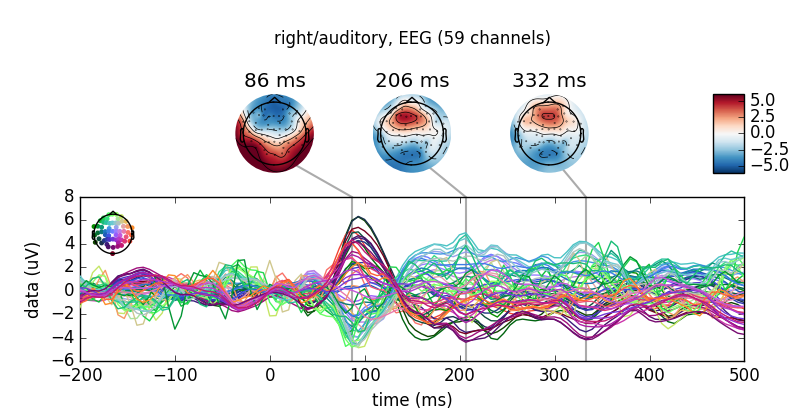 right/auditory, EEG (59 channels)
86 ms 206 ms 332 ms
5.0
2.5
0.0
−2.5
−5.0
8
6
4
2
0
−2
−4
−6
data (uV)
−200 −100 0 100 200 300 400 500
time (ms)